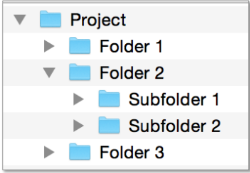 Project
Folder 1
Folder 2
Subfolder 1
Subfolder 2
Folder 3